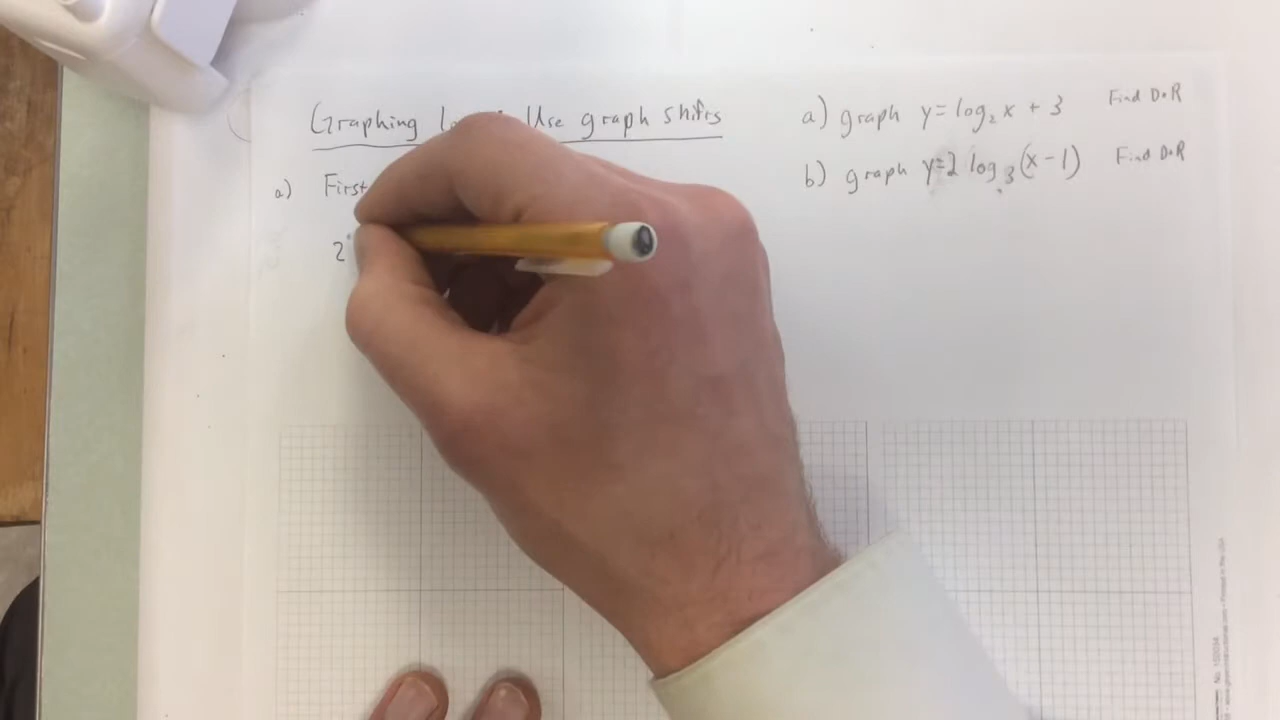 Graphing Use graph shifts
a) First
2
a) graph y = log₂ x + 3 Find D+R
b) graph y=2 log₃(x-1) Find D+R